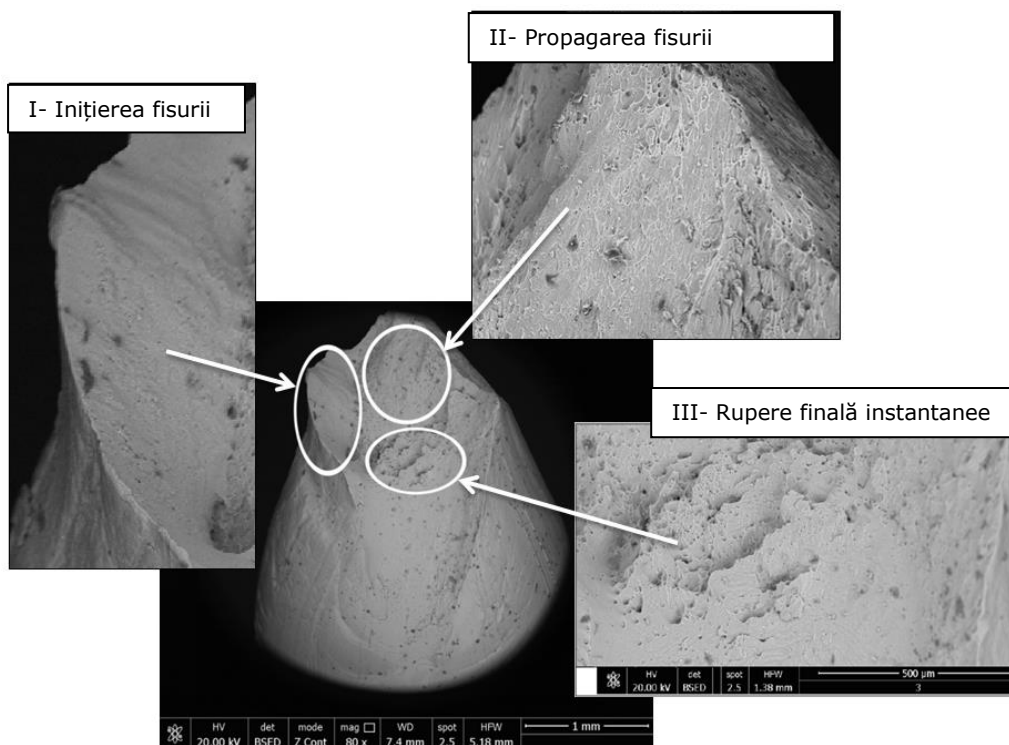 II- Propagarea fisurii
I- Inițierea fisurii
III- Rupere finală instantanee
HV det spot HFW 500 µm
20.00 kV BSED 2.5 1.38 mm 3
HV det mode mag WD spot HFW 1 mm
20.00 kV BSED Z Cont 80 x 7.4 mm 2.5 5.18 mm